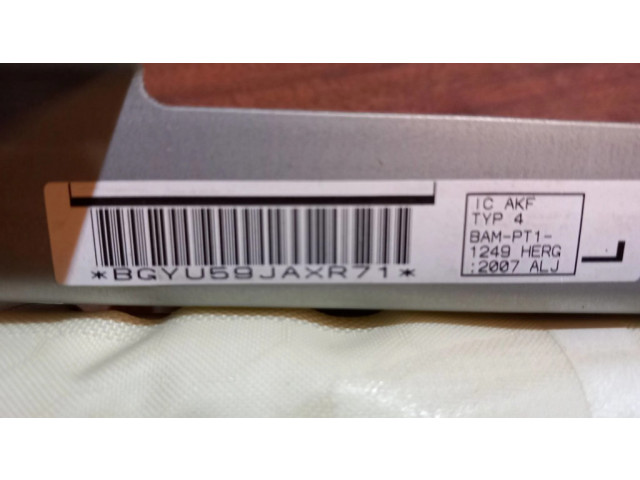 *BGYU59JAXR71*
IC AKF
TYP 4
BAM-PT1-
1249 HERG
:2007 ALJ